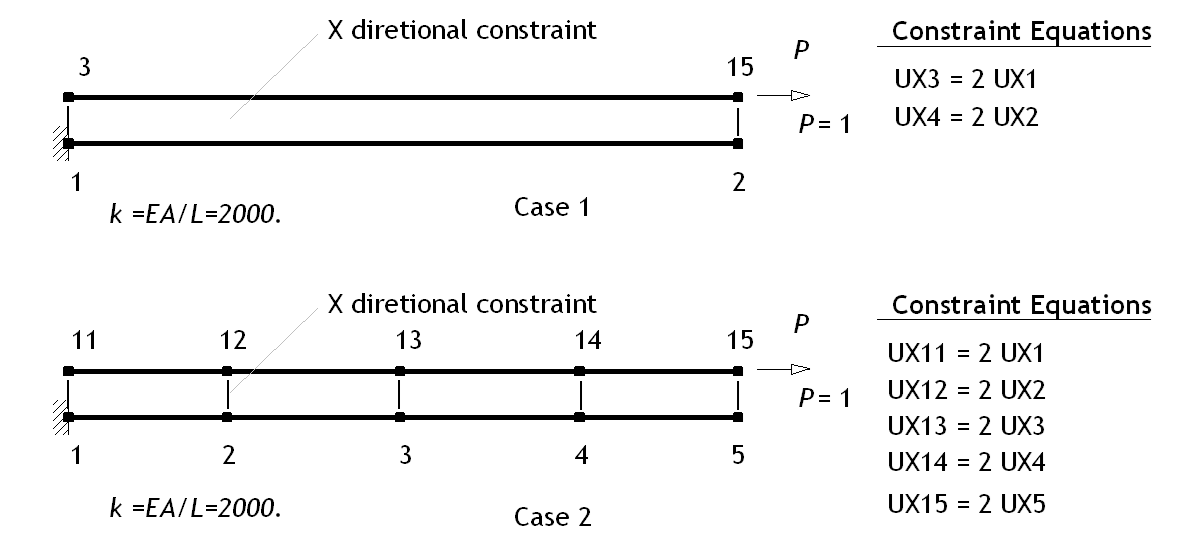 X diretional constraint
Constraint Equations
3
15
P
UX3 = 2 UX1
P = 1
UX4 = 2 UX2
1
2
k =EA/L=2000.
Case 1
X diretional constraint
Constraint Equations
11
12
13
14
15
P
UX11 = 2 UX1
P = 1
UX12 = 2 UX2
UX13 = 2 UX3
1
2
3
4
5
UX14 = 2 UX4
k =EA/L=2000.
Case 2
UX15 = 2 UX5